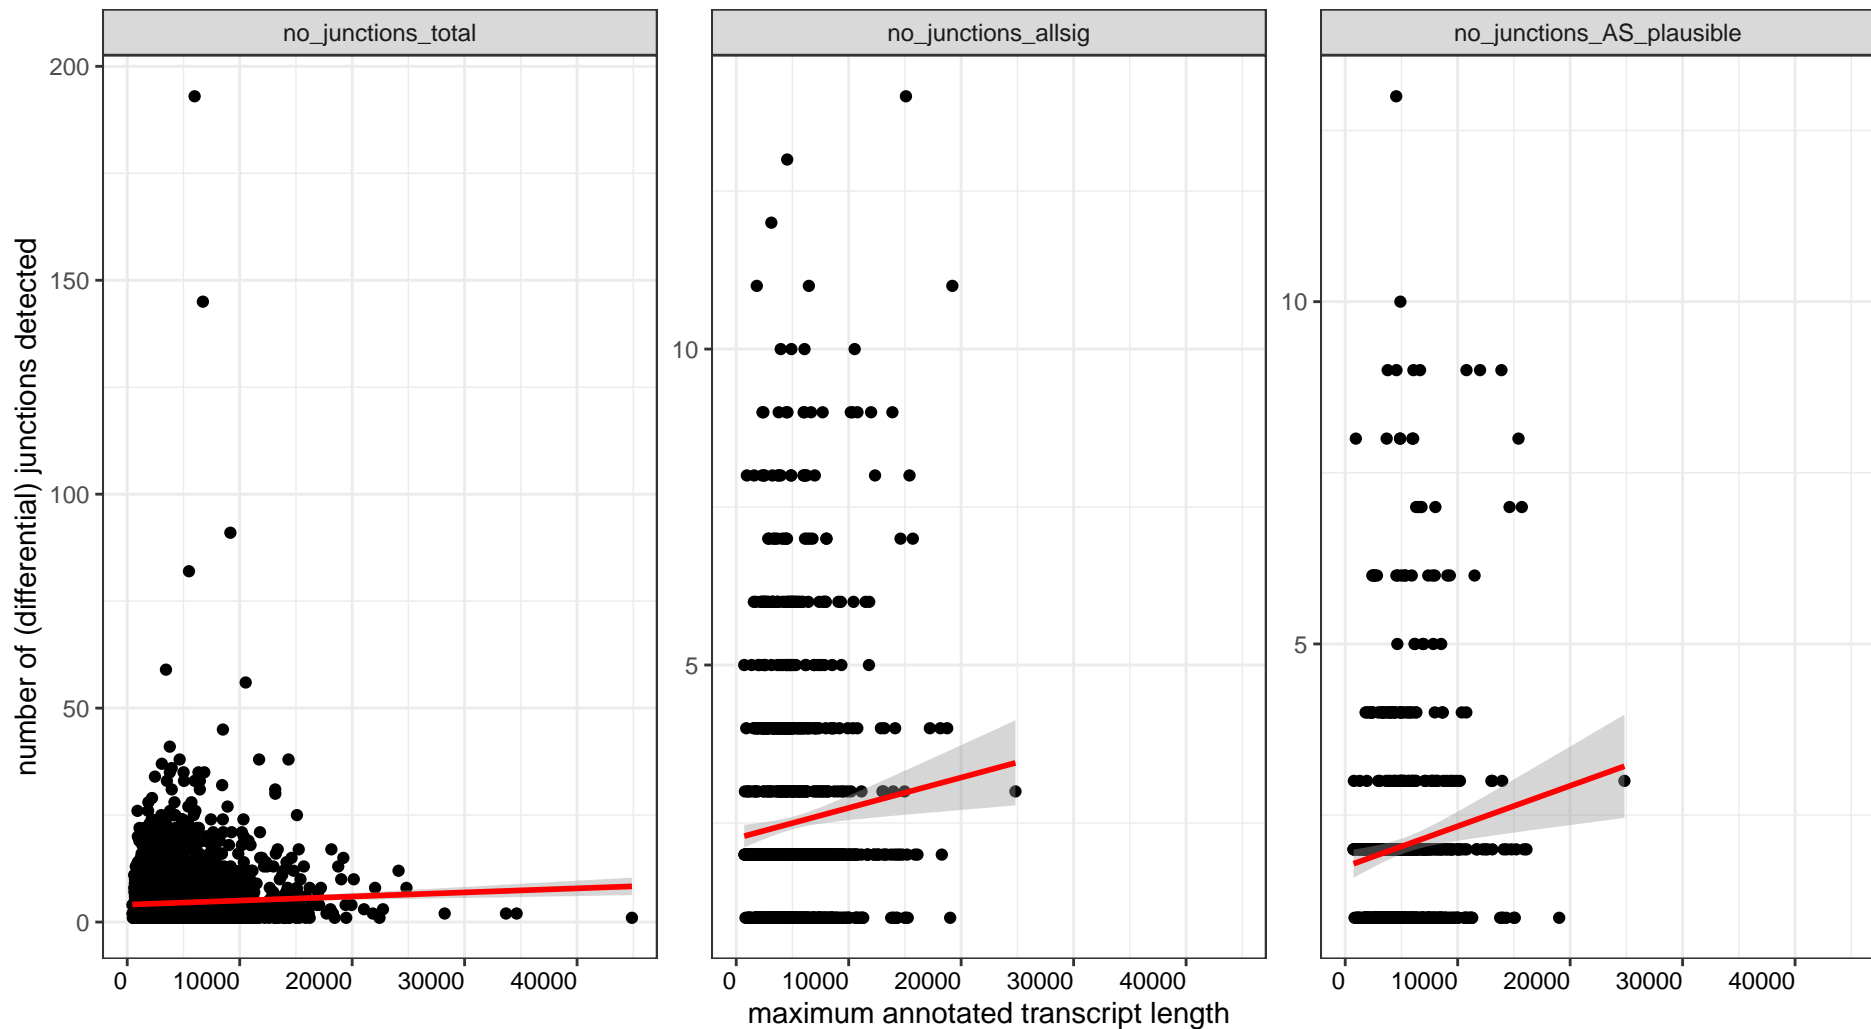 no_junctions_total
no_junctions_allsig
no_junctions_AS_plausible
number of (differential) junctions detected
200
150
100
50
0
10
5
10
5
0 10000 20000 30000 40000
0 10000 20000 30000 40000
0 10000 20000 30000 40000
maximum annotated transcript length